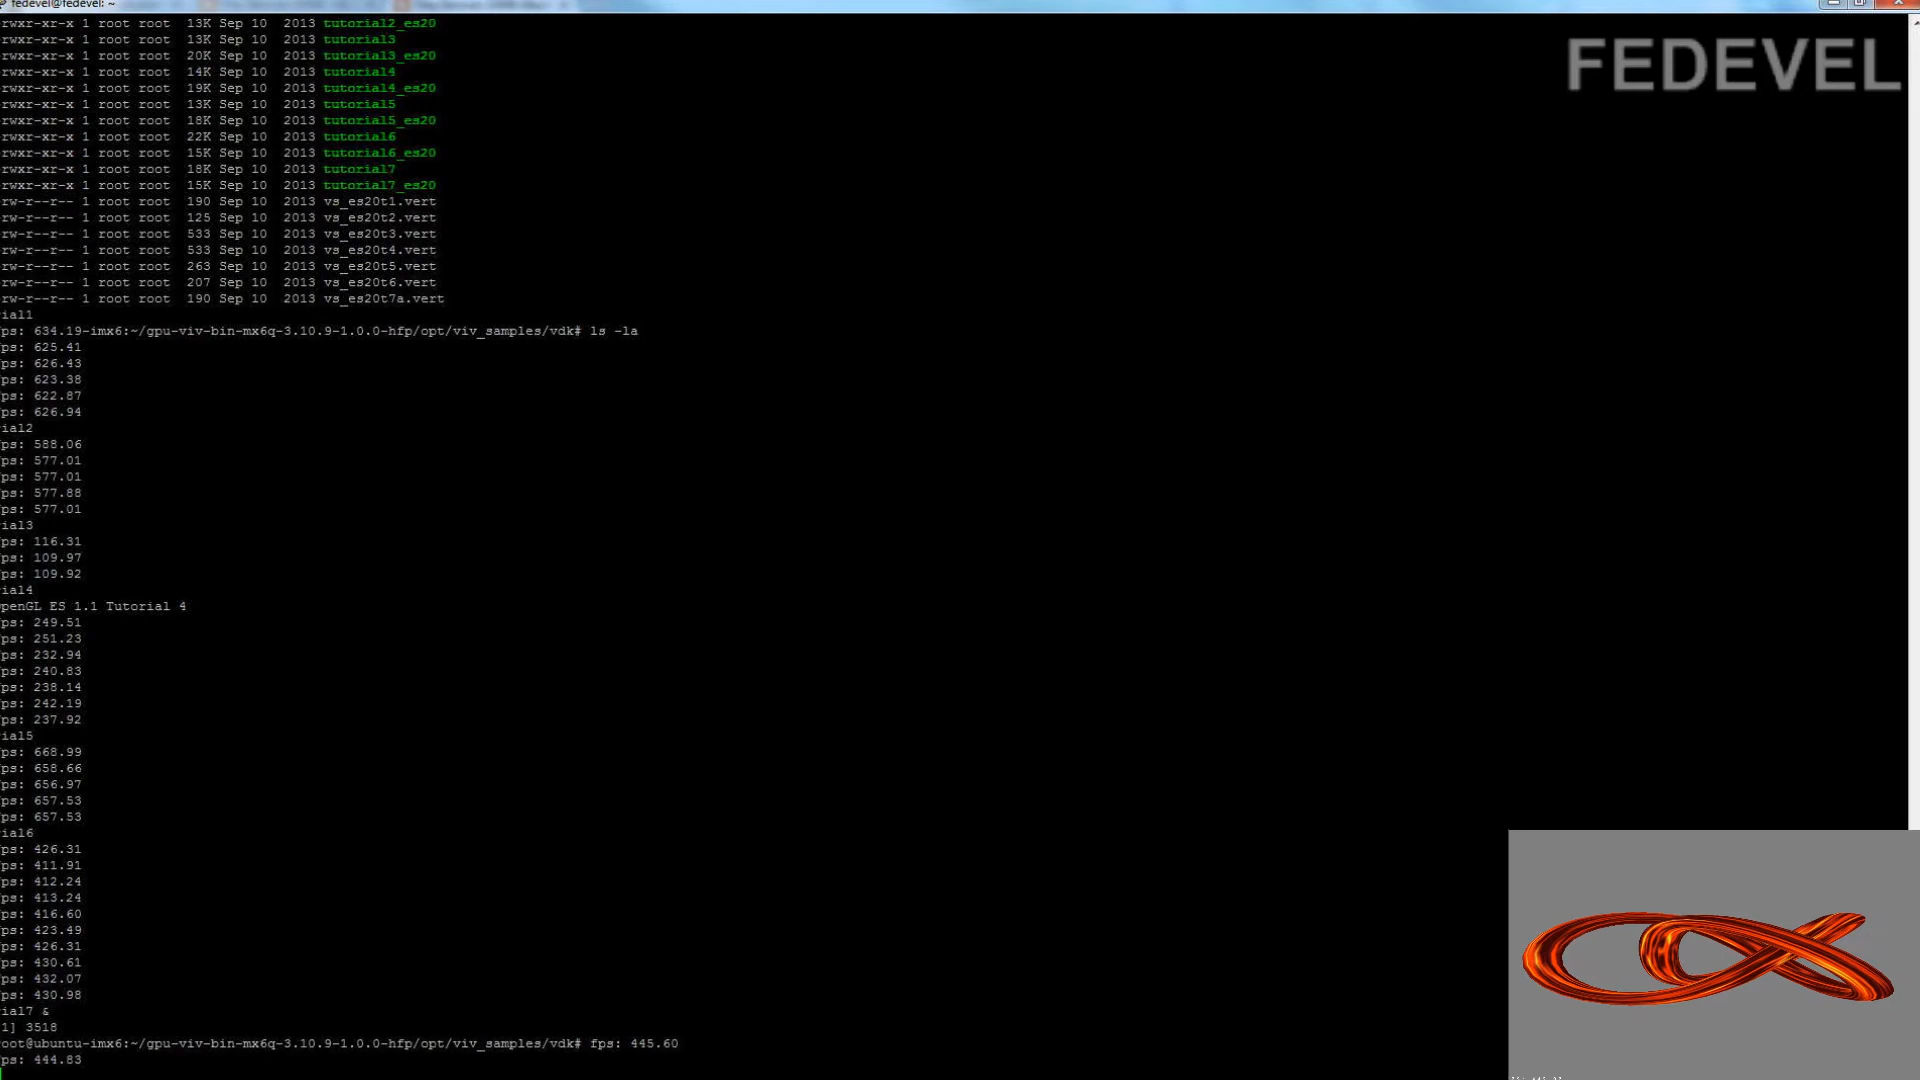 fedevel@fedevel: ~
FEDEVEL
rwxr-xr-x 1 root root 13K Sep 10 2013 tutorial2_es20
rwxr-xr-x 1 root root 13K Sep 10 2013 tutorial3
rwxr-xr-x 1 root root 20K Sep 10 2013 tutorial3_es20
rwxr-xr-x 1 root root 14K Sep 10 2013 tutorial4
rwxr-xr-x 1 root root 19K Sep 10 2013 tutorial4_es20
rwxr-xr-x 1 root root 13K Sep 10 2013 tutorial5
rwxr-xr-x 1 root root 18K Sep 10 2013 tutorial5_es20
rwxr-xr-x 1 root root 22K Sep 10 2013 tutorial6
rwxr-xr-x 1 root root 15K Sep 10 2013 tutorial6_es20
rwxr-xr-x 1 root root 18K Sep 10 2013 tutorial7
rwxr-xr-x 1 root root 15K Sep 10 2013 tutorial7_es20
rw-r--r-- 1 root root 190 Sep 10 2013 vs_es20t1.vert
rw-r--r-- 1 root root 125 Sep 10 2013 vs_es20t2.vert
rw-r--r-- 1 root root 533 Sep 10 2013 vs_es20t3.vert
rw-r--r-- 1 root root 533 Sep 10 2013 vs_es20t4.vert
rw-r--r-- 1 root root 263 Sep 10 2013 vs_es20t5.vert
rw-r--r-- 1 root root 207 Sep 10 2013 vs_es20t6.vert
rw-r--r-- 1 root root 190 Sep 10 2013 vs_es20t7a.vert
ial1
ps: 634.19-imx6:~/gpu-viv-bin-mx6q-3.10.9-1.0.0-hfp/opt/viv_samples/vdk# ls -la
ps: 625.41
ps: 626.43
ps: 623.38
ps: 622.87
ps: 626.94
ial2
ps: 588.06
ps: 577.01
ps: 577.01
ps: 577.88
ps: 577.01
ial3
ps: 116.31
ps: 109.97
ps: 109.92
ial4
penGL ES 1.1 Tutorial 4
ps: 249.51
ps: 251.23
ps: 232.94
ps: 240.83
ps: 238.14
ps: 242.19
ps: 237.92
ial5
ps: 668.99
ps: 658.66
ps: 656.97
ps: 657.53
ps: 657.53
ial6
ps: 426.31
ps: 411.91
ps: 412.24
ps: 413.24
ps: 416.60
ps: 423.49
ps: 426.31
ps: 430.61
ps: 432.07
ps: 430.98
ial7 &
1] 3518
oot@ubuntu-imx6:~/gpu-viv-bin-mx6q-3.10.9-1.0.0-hfp/opt/viv_samples/vdk# fps: 445.60
ps: 444.83